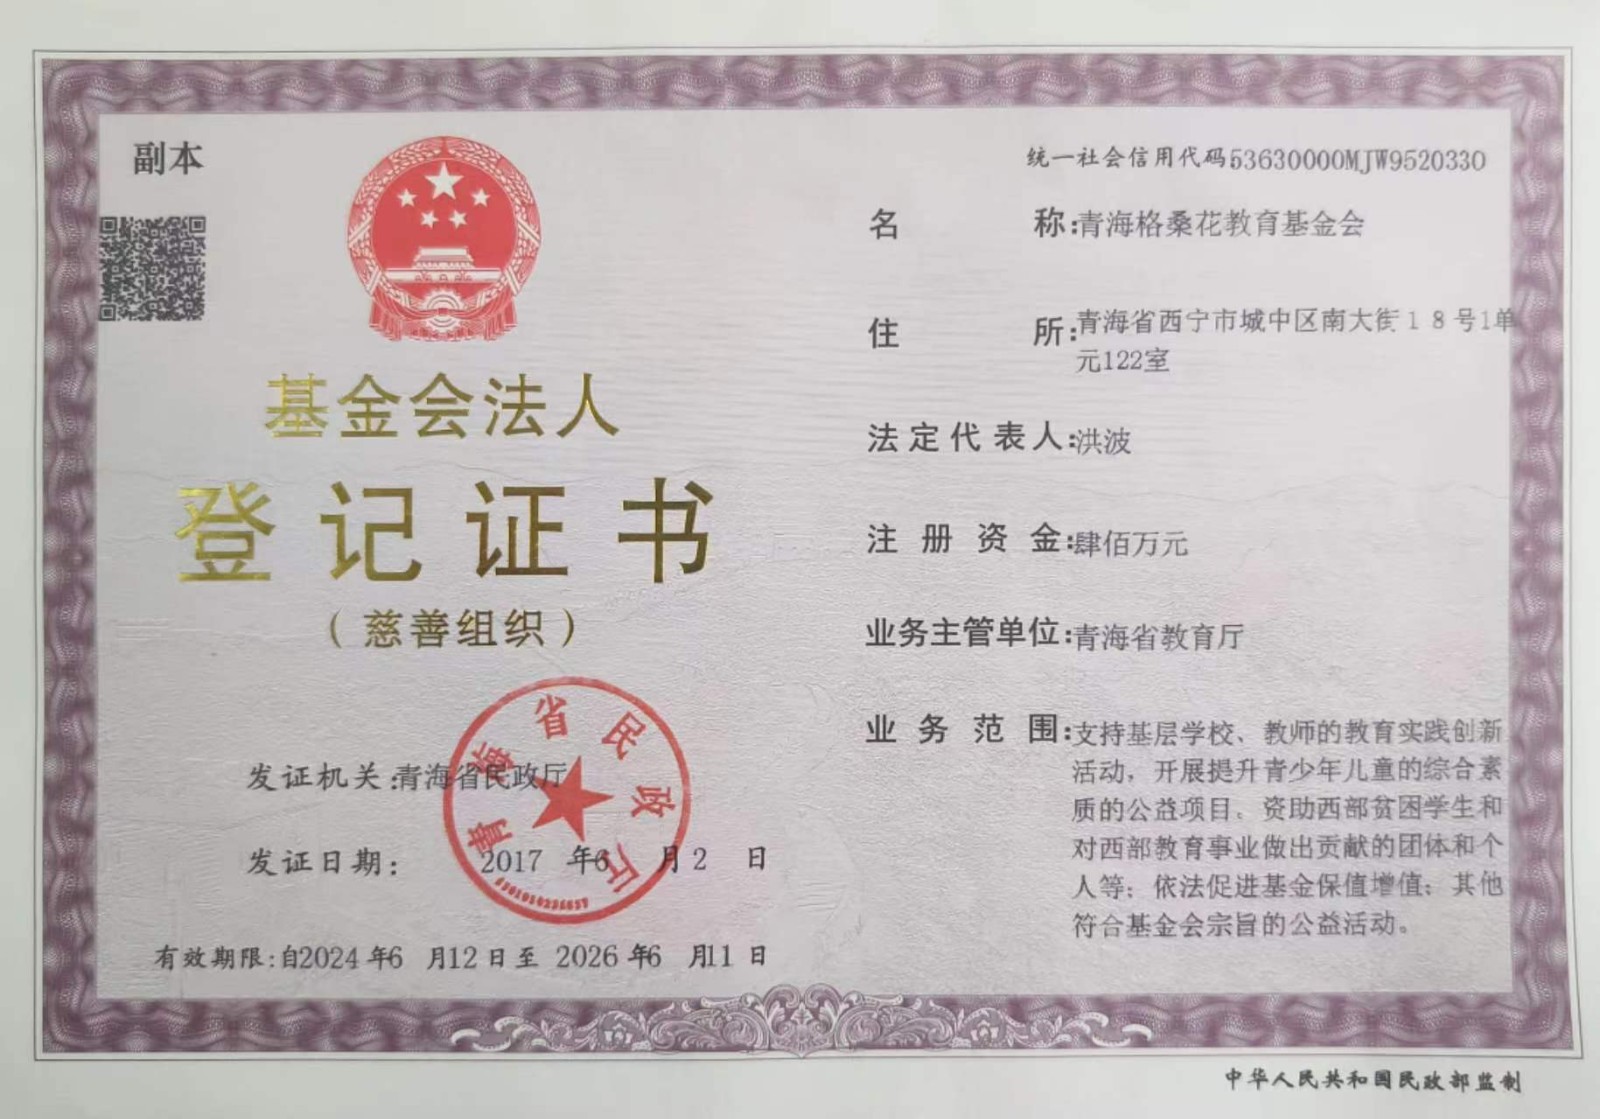 副本
统一社会信用代码53630000MJW9520330
基金会法人
登记证书
（慈善组织）
发证机关:青海省民政厅
发证日期: 2017 年6 月2 日
有效期限:自2024年6 月12日至 2026年6 月11日
青海省民政厅
名 称:青海格桑花教育基金会
住 所:青海省西宁市城中区南大街18号1单
元122室
法定代表人:洪波
注册资金:肆佰万元
业务主管单位:青海省教育厅
业务范围:支持基层学校、教师的教育实践创新
活动，开展提升青少年儿童的综合素
质的公益项目、资助西部贫困学生和
对西部教育事业做出贡献的团体和个
人等；依法促进基金保值增值；其他
符合基金会宗旨的公益活动。
中华人民共和国民政部监制